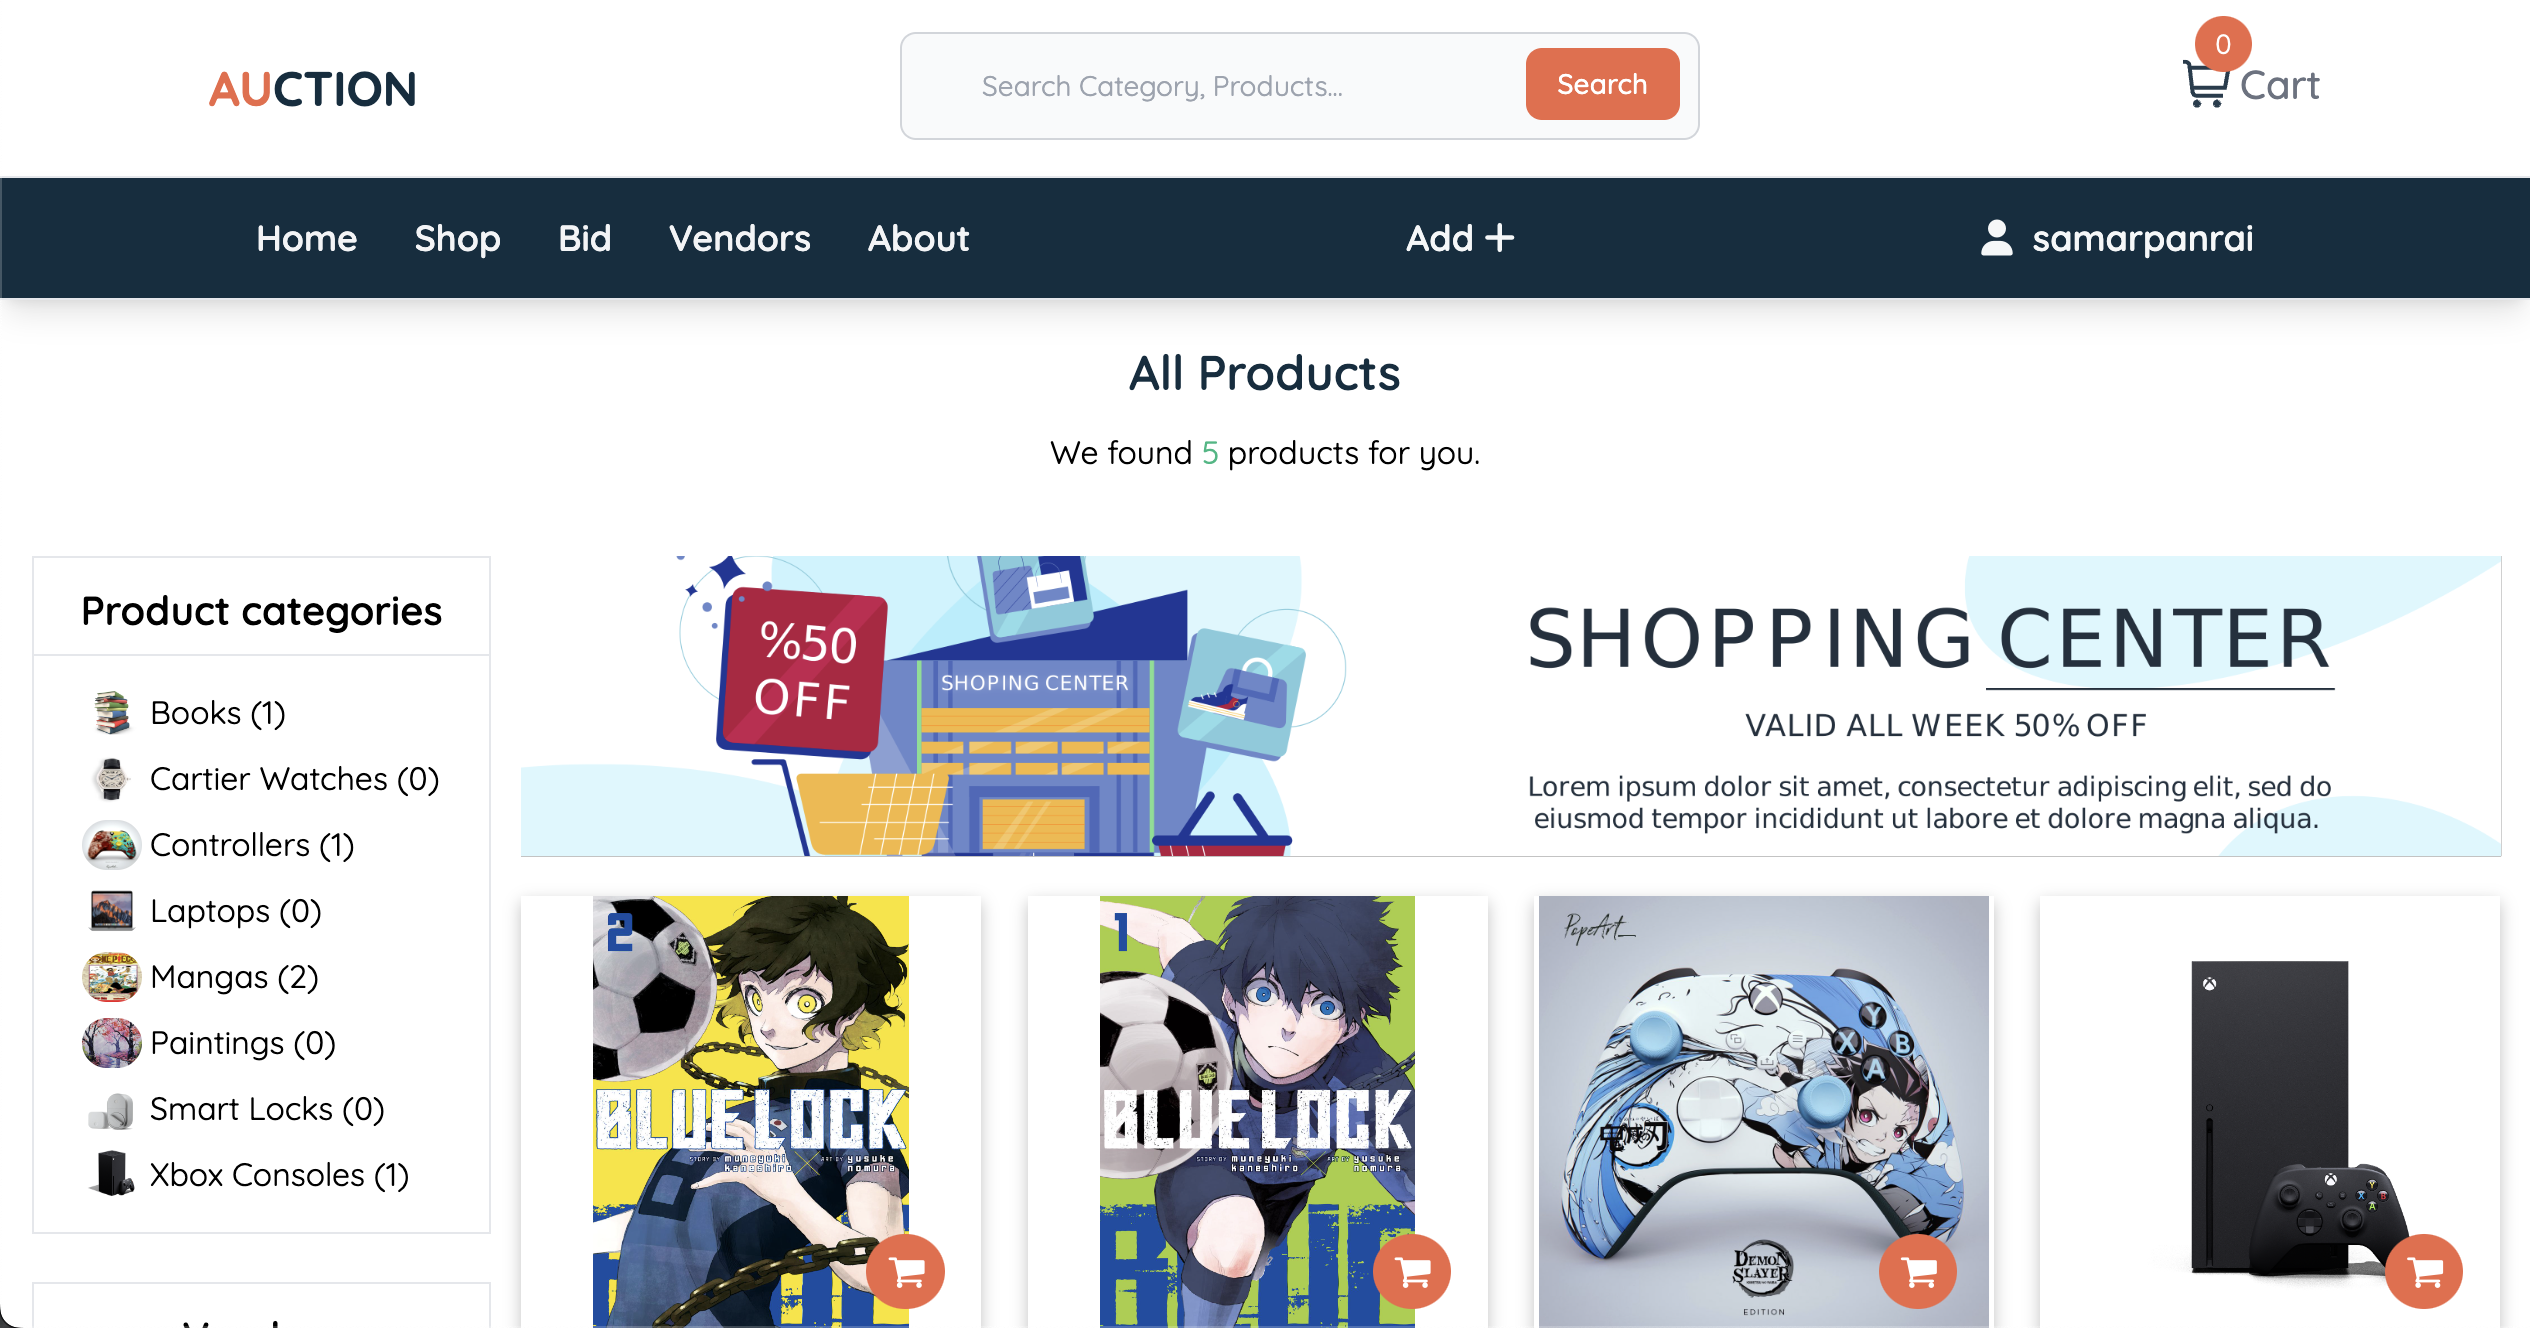 0
AUCTION
Search Category, Products...
Search
Cart
Home Shop Bid Vendors About Add + samarpanrai
All Products
We found 5 products for you.
Product categories
Books (1)
Cartier Watches (0)
Controllers (1)
Laptops (0)
Mangas (2)
Paintings (0)
Smart Locks (0)
Xbox Consoles (1)
%50
OFF
SHOPING CENTER
SHOPPING CENTER
VALID ALL WEEK 50% OFF
Lorem ipsum dolor sit amet, consectetur adipiscing elit, sed do
eiusmod tempor incididunt ut labore et dolore magna aliqua.
2
BLUE LOCK
STORY BY muneyuki kaneshiro
ART BY yusuke nomura
1
BLUE LOCK
STORY BY muneyuki kaneshiro
ART BY yusuke nomura
PopeArt
Y
X B
A
DEMON
SLAYER
EDITION